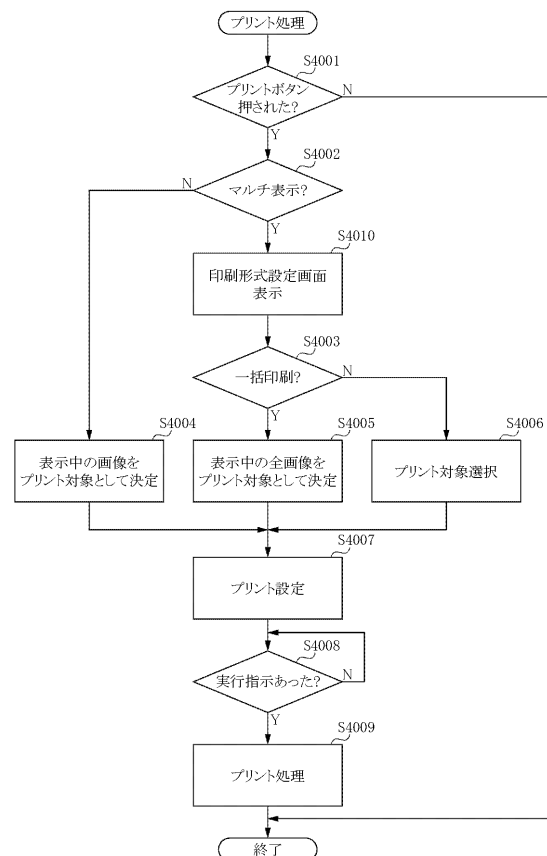 プリント処理
S4001
プリントボタン
押された?
N
Y
S4002
N
マルチ表示?
Y
S4010
印刷形式設定画面
表示
S4003
一括印刷?
N
Y
S4004
表示中の画像を
プリント対象として決定
S4005
表示中の全画像を
プリント対象として決定
S4006
プリント対象選択
S4007
プリント設定
S4008
実行指示あった?
N
Y
S4009
プリント処理
終了